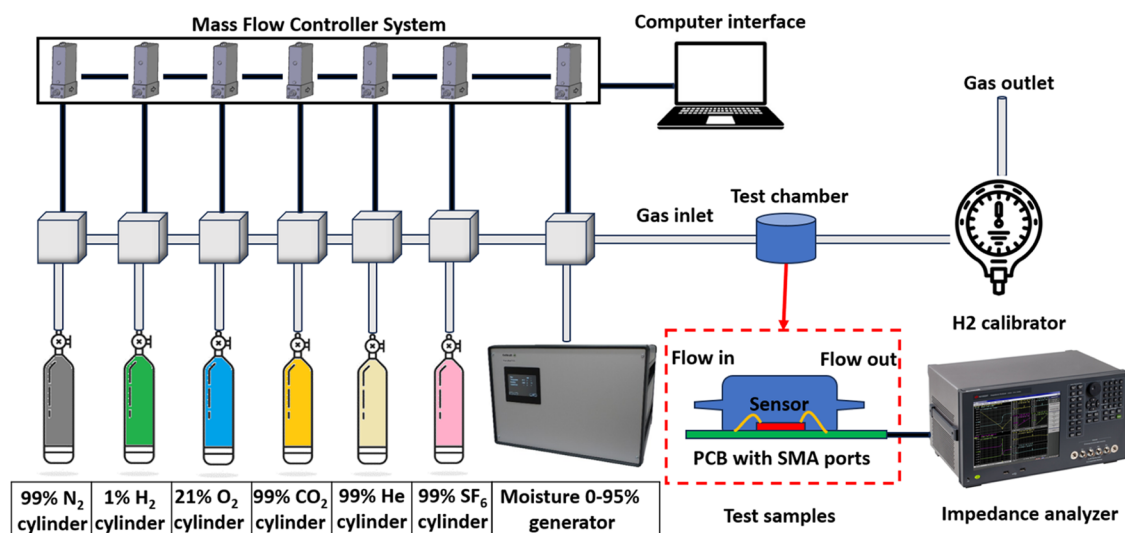 Mass Flow Controller System
Computer interface
Gas outlet
Test chamber
Gas inlet
H2 calibrator
Flow in
Flow out
Sensor
PCB with SMA ports
99% N₂
cylinder
1% H₂
cylinder
21% O₂
cylinder
99% CO₂
cylinder
99% He
cylinder
99% SF₆
cylinder
Moisture 0-95%
generator
Test samples
Impedance analyzer